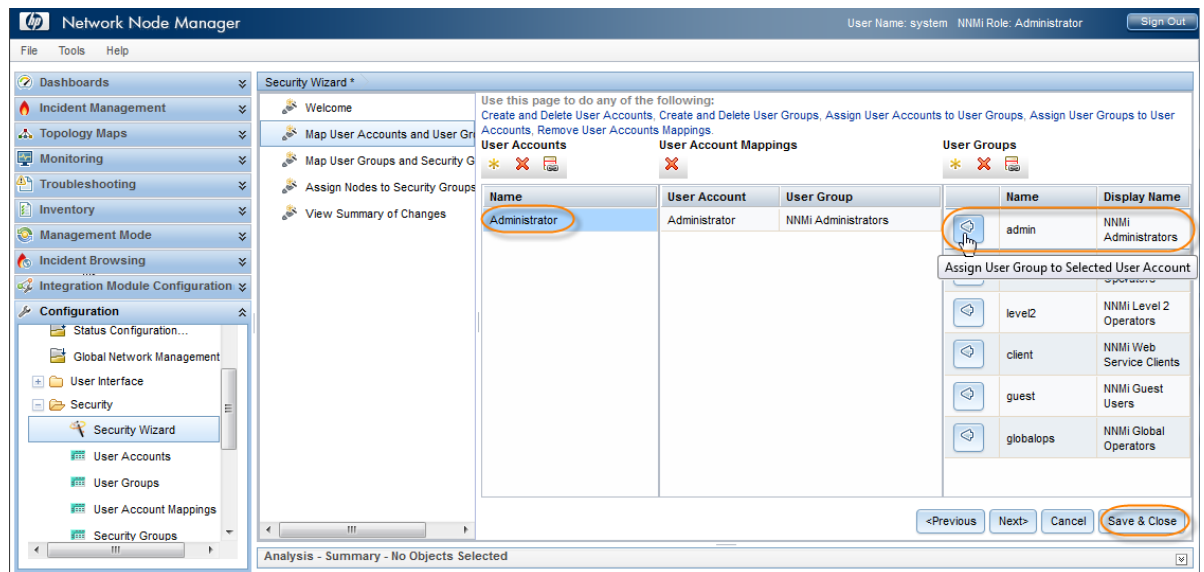 hp Network Node Manager
User Name: system NNMi Role: Administrator
Sign Out
File Tools Help
Dashboards
Incident Management
Topology Maps
Monitoring
Troubleshooting
Inventory
Management Mode
Incident Browsing
Integration Module Configuration
Configuration
Status Configuration...
Global Network Management
User Interface
Security
Security Wizard
User Accounts
User Groups
User Account Mappings
Security Groups
Security Wizard *
Welcome
Map User Accounts and User Gr
Map User Groups and Security G
Assign Nodes to Security Groups
View Summary of Changes
Use this page to do any of the following:
Create and Delete User Accounts, Create and Delete User Groups, Assign User Accounts to User Groups, Assign User Groups to User
Accounts, Remove User Accounts Mappings.
User Accounts
Name
Administrator
User Account Mappings
User Account User Group
Administrator NNMi Administrators
User Groups
Name Display Name
admin NNMi
Administrators
Assign User Group to Selected User Account
level2 NNMi Level 2
Operators
client NNMi Web
Service Clients
guest NNMi Guest
Users
globalops NNMi Global
Operators
<Previous Next> Cancel Save & Close
Analysis - Summary - No Objects Selected